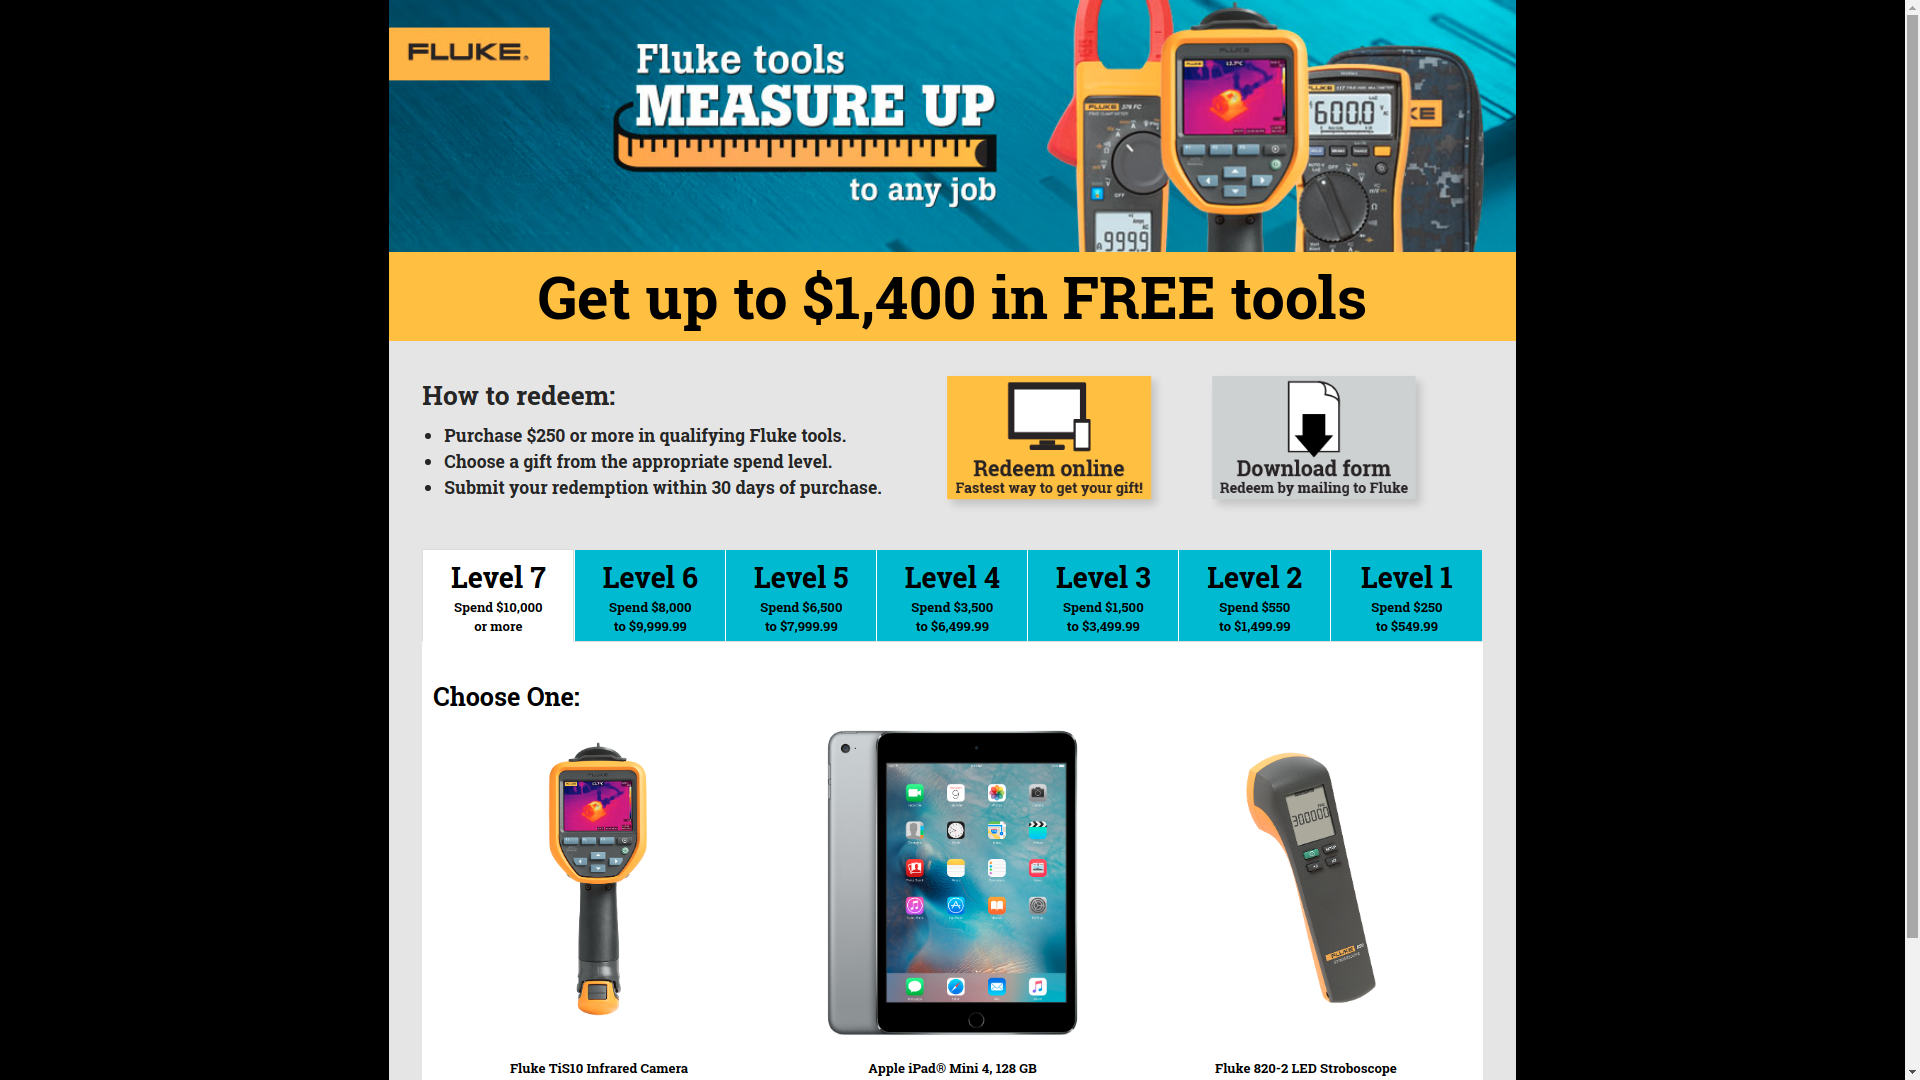 FLUKE®
Fluke tools
MEASURE UP
to any job
Get up to $1,400 in FREE tools
How to redeem:
• Purchase $250 or more in qualifying Fluke tools.
• Choose a gift from the appropriate spend level.
• Submit your redemption within 30 days of purchase.
Redeem online
Fastest way to get your gift!
Download form
Redeem by mailing to Fluke
Level 7
Spend $10,000
or more
Level 6
Spend $8,000
to $9,999.99
Level 5
Spend $6,500
to $7,999.99
Level 4
Spend $3,500
to $6,499.99
Level 3
Spend $1,500
to $3,499.99
Level 2
Spend $550
to $1,499.99
Level 1
Spend $250
to $549.99
Choose One:
Fluke TiS10 Infrared Camera
Apple iPad® Mini 4, 128 GB
Fluke 820-2 LED Stroboscope